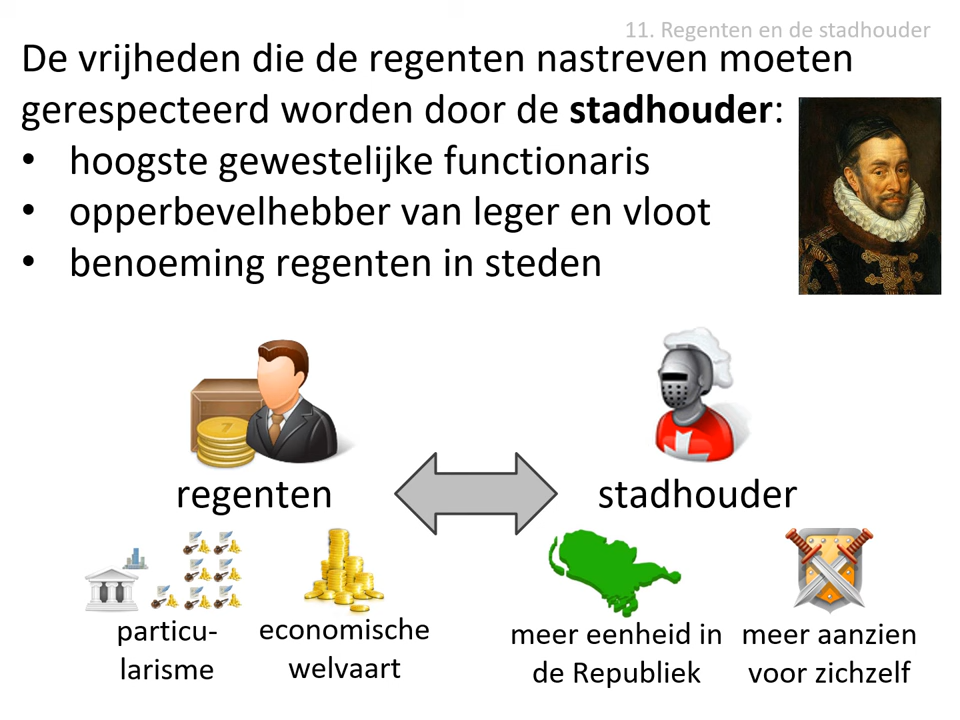 11. Regenten en de stadhouder
De vrijheden die de regenten nastreven moeten
gerespecteerd worden door de stadhouder:
• hoogste gewestelijke functionaris
• opperbevelhebber van leger en vloot
• benoeming regenten in steden
regenten
stadhouder
particu-
larisme
economische
welvaart
meer eenheid in
de Republiek
meer aanzien
voor zichzelf